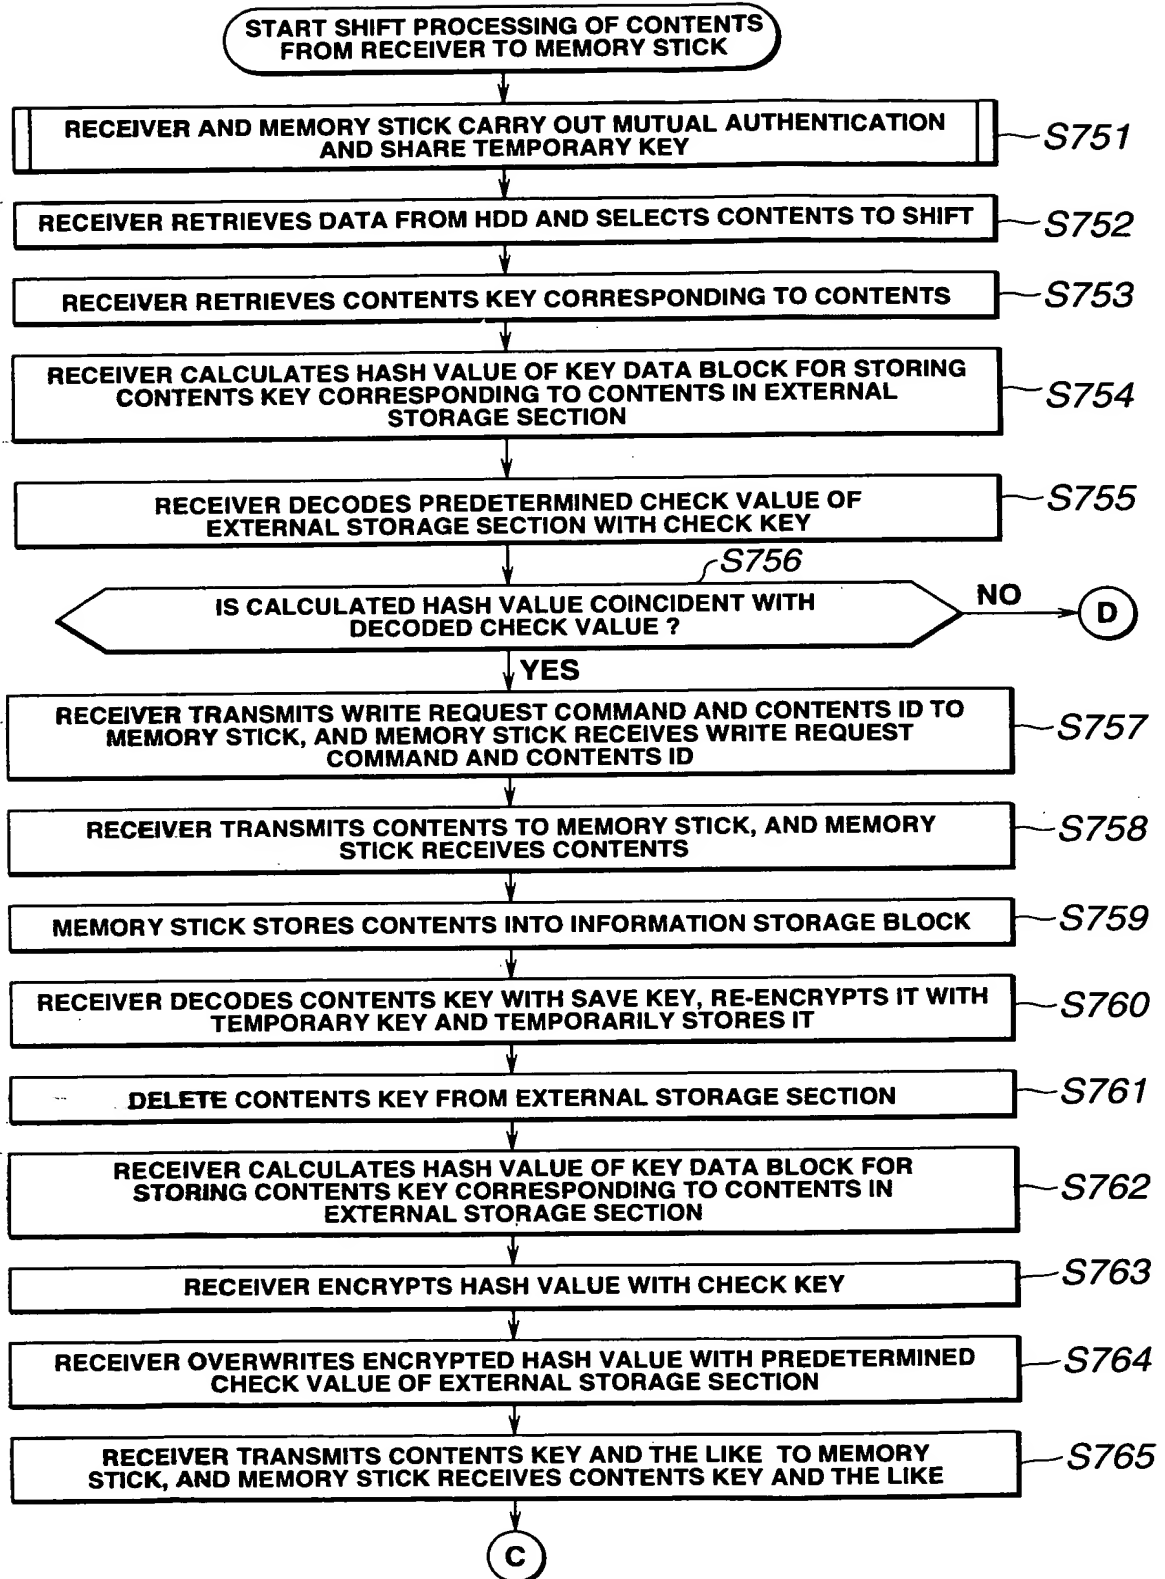 START SHIFT PROCESSING OF CONTENTS
FROM RECEIVER TO MEMORY STICK
RECEIVER AND MEMORY STICK CARRY OUT MUTUAL AUTHENTICATION
AND SHARE TEMPORARY KEY
S751
RECEIVER RETRIEVES DATA FROM HDD AND SELECTS CONTENTS TO SHIFT
S752
RECEIVER RETRIEVES CONTENTS KEY CORRESPONDING TO CONTENTS
S753
RECEIVER CALCULATES HASH VALUE OF KEY DATA BLOCK FOR STORING
CONTENTS KEY CORRESPONDING TO CONTENTS IN EXTERNAL
STORAGE SECTION
S754
RECEIVER DECODES PREDETERMINED CHECK VALUE OF
EXTERNAL STORAGE SECTION WITH CHECK KEY
S755
S756
IS CALCULATED HASH VALUE COINCIDENT WITH
DECODED CHECK VALUE ?
NO
D
YES
RECEIVER TRANSMITS WRITE REQUEST COMMAND AND CONTENTS ID TO
MEMORY STICK, AND MEMORY STICK RECEIVES WRITE REQUEST
COMMAND AND CONTENTS ID
S757
RECEIVER TRANSMITS CONTENTS TO MEMORY STICK, AND MEMORY
STICK RECEIVES CONTENTS
S758
MEMORY STICK STORES CONTENTS INTO INFORMATION STORAGE BLOCK
S759
RECEIVER DECODES CONTENTS KEY WITH SAVE KEY, RE-ENCRYPTS IT WITH
TEMPORARY KEY AND TEMPORARILY STORES IT
S760
DELETE CONTENTS KEY FROM EXTERNAL STORAGE SECTION
S761
RECEIVER CALCULATES HASH VALUE OF KEY DATA BLOCK FOR
STORING CONTENTS KEY CORRESPONDING TO CONTENTS IN
EXTERNAL STORAGE SECTION
S762
RECEIVER ENCRYPTS HASH VALUE WITH CHECK KEY
S763
RECEIVER OVERWRITES ENCRYPTED HASH VALUE WITH PREDETERMINED
CHECK VALUE OF EXTERNAL STORAGE SECTION
S764
RECEIVER TRANSMITS CONTENTS KEY AND THE LIKE TO MEMORY
STICK, AND MEMORY STICK RECEIVES CONTENTS KEY AND THE LIKE
S765
C